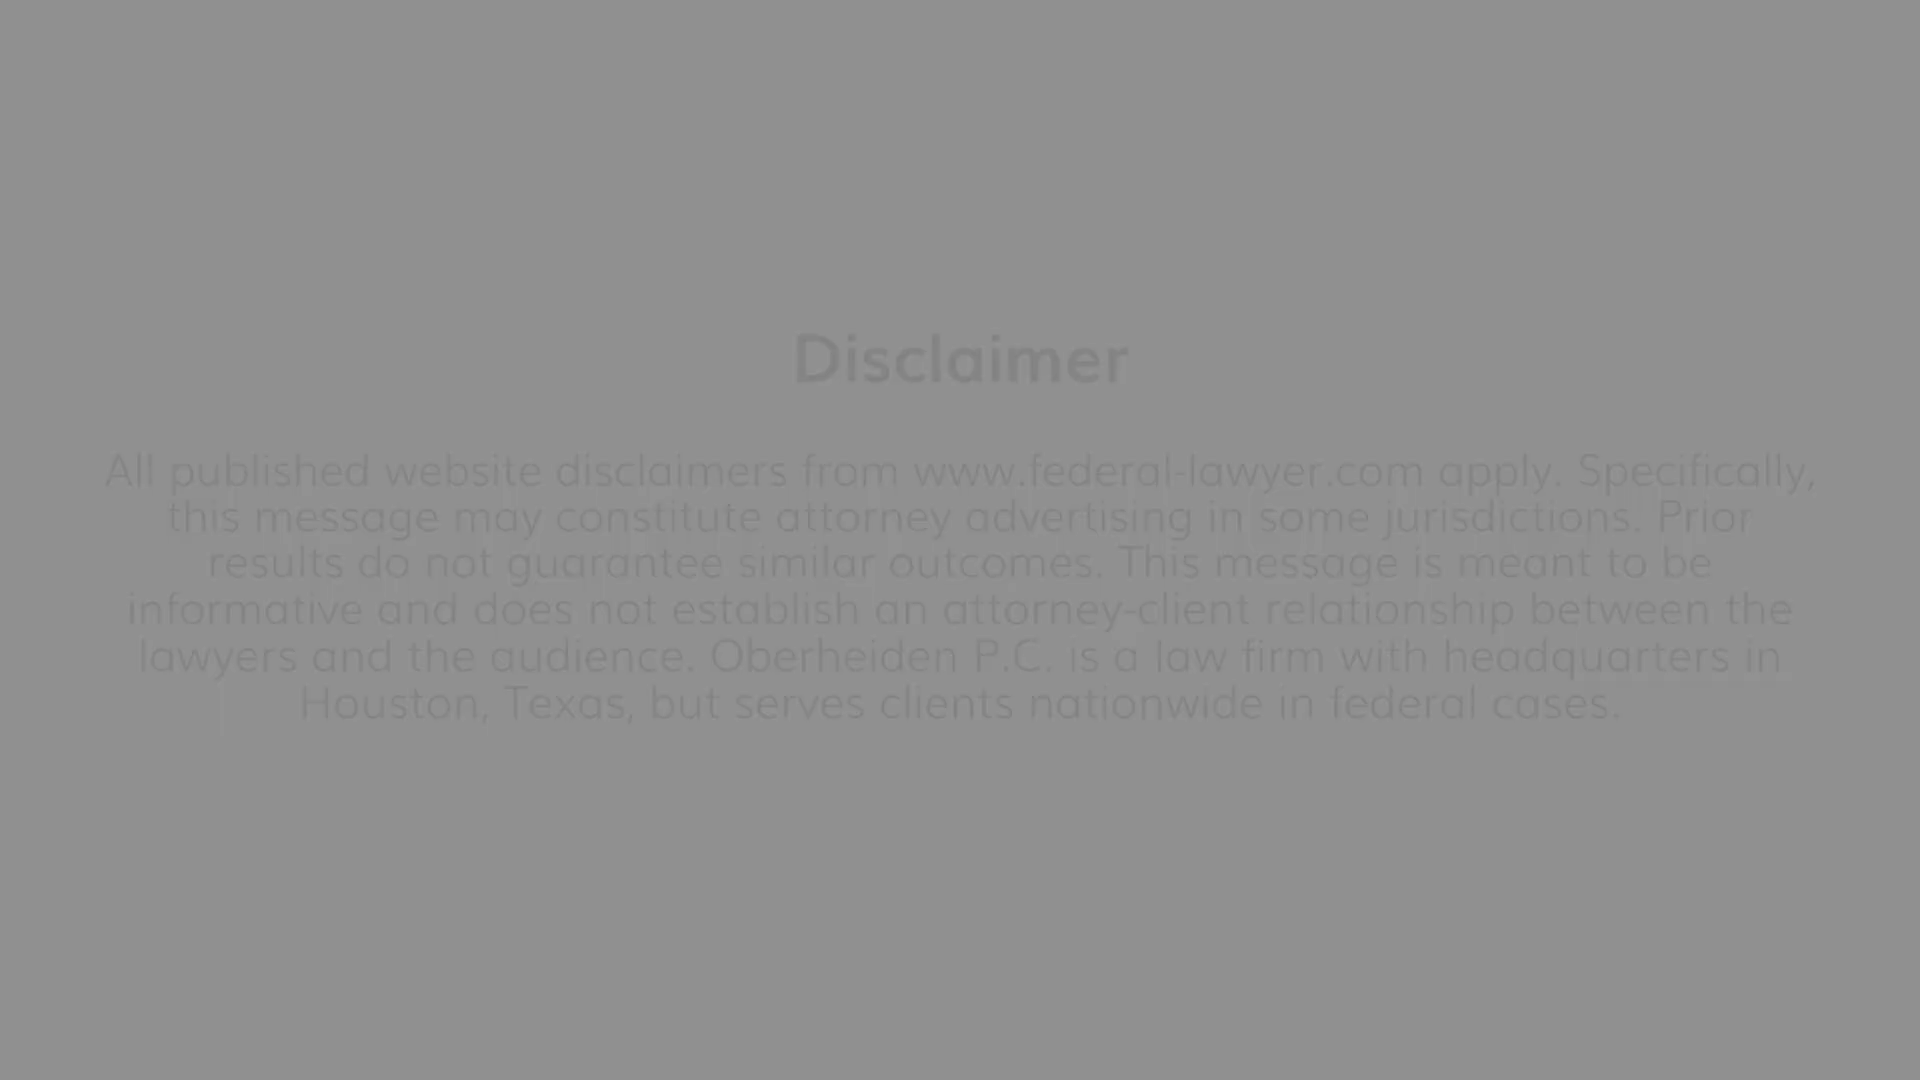 Disclaimer
All published website disclaimers from www.federal-lawyer.com apply. Specifically,
this message may constitute attorney advertising in some jurisdictions. Prior
results do not guarantee similar outcomes. This message is meant to be
informative and does not establish an attorney-client relationship between the
lawyers and the audience. Oberheiden P.C. is a law firm with headquarters in
Houston, Texas, but serves clients nationwide in federal cases.